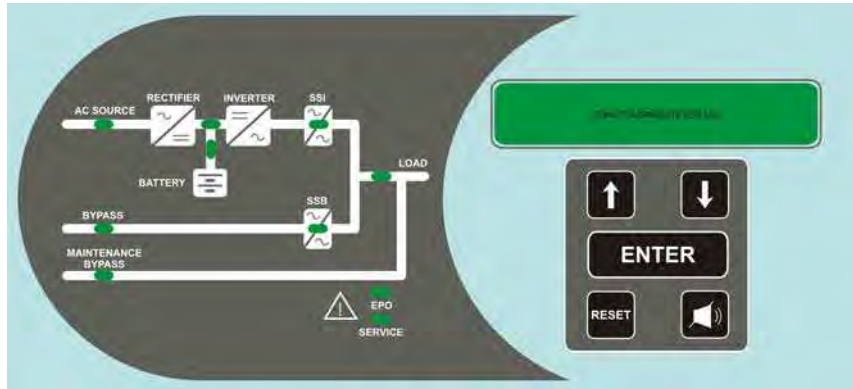 RECTIFIER
INVERTER
SSI
AC SOURCE
BATTERY
LOAD
SSB
BYPASS
MAINTENANCE
BYPASS
EPO
SERVICE
ENTER
RESET